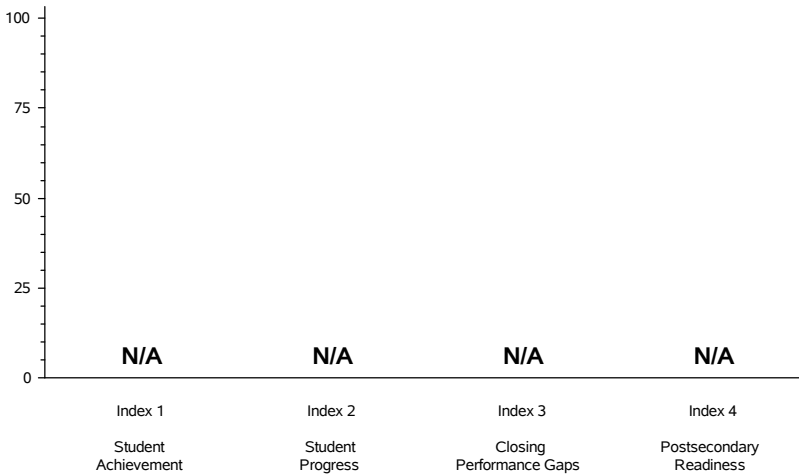 100
75
50
25
0
N/A N/A N/A N/A
Index 1 Index 2 Index 3 Index 4
Student Student Closing Postsecondary
Achievement Progress Performance Gaps Readiness